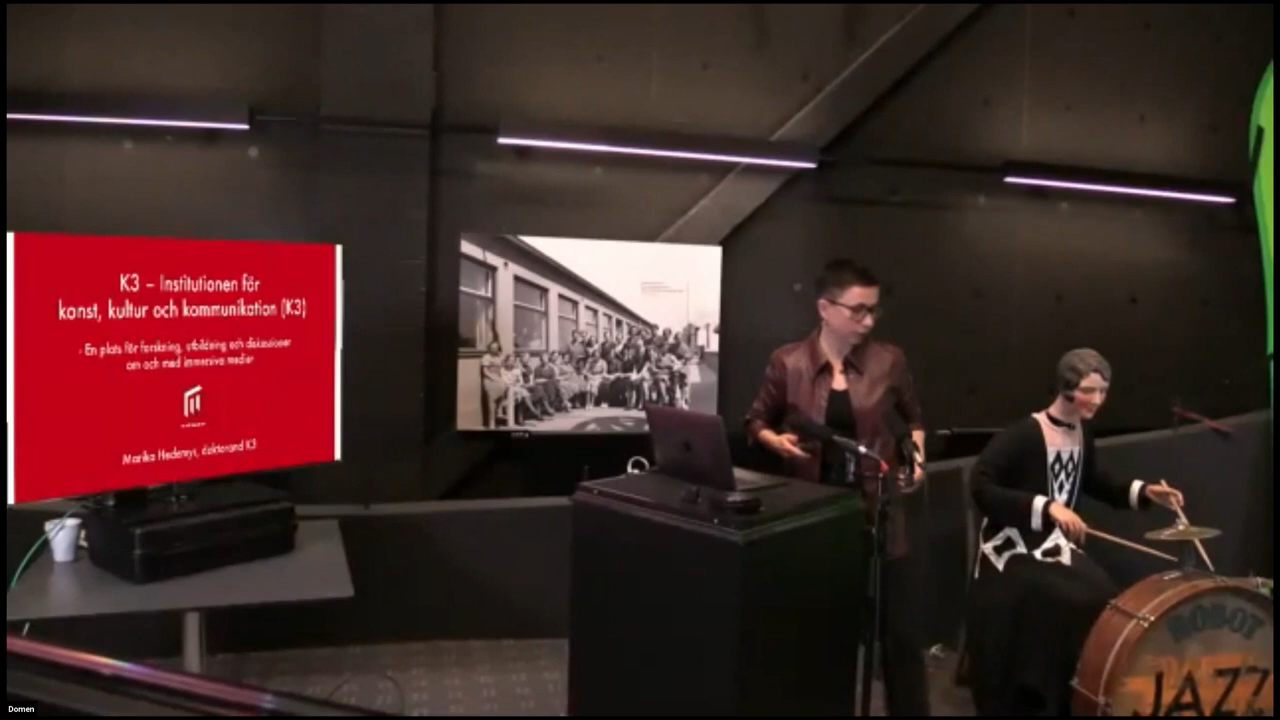 K3 – Institutionen för
konst, kultur och kommunikation (K3)
- En plats för forskning, utbildning och diskussioner
om och med immersiva medier
Marika Hedemyr, doktorand K3
ROBOT
JAZZ
Domen